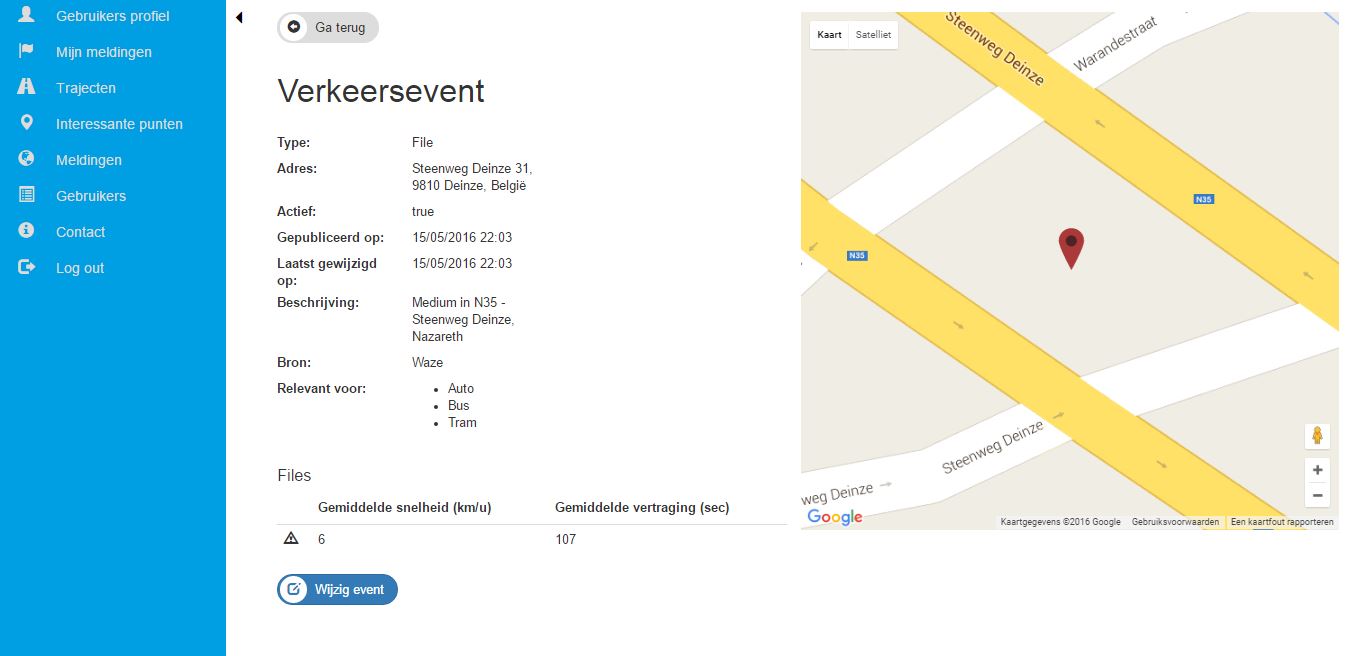 Gebruikers profiel
Mijn meldingen
Trajecten
Interessante punten
Meldingen
Gebruikers
Contact
Log out
Ga terug
Verkeersevent
Type: File
Adres: Steenweg Deinze 31,
9810 Deinze, België
Actief: true
Gepubliceerd op: 15/05/2016 22:03
Laatst gewijzigd 15/05/2016 22:03
op:
Beschrijving: Medium in N35 -
Steenweg Deinze,
Nazareth
Bron: Waze
Relevant voor: • Auto
• Bus
• Tram
Files
Gemiddelde snelheid (km/u) Gemiddelde vertraging (sec)
6 107
Wijzig event
Kaart Satelliet
Steenweg Deinze
Warandestraat
N35
N35
Steenweg Deinze
weg Deinze
Google
Kaartgegevens ©2016 Google Gebruiksvoorwaarden Een kaartfout rapporteren